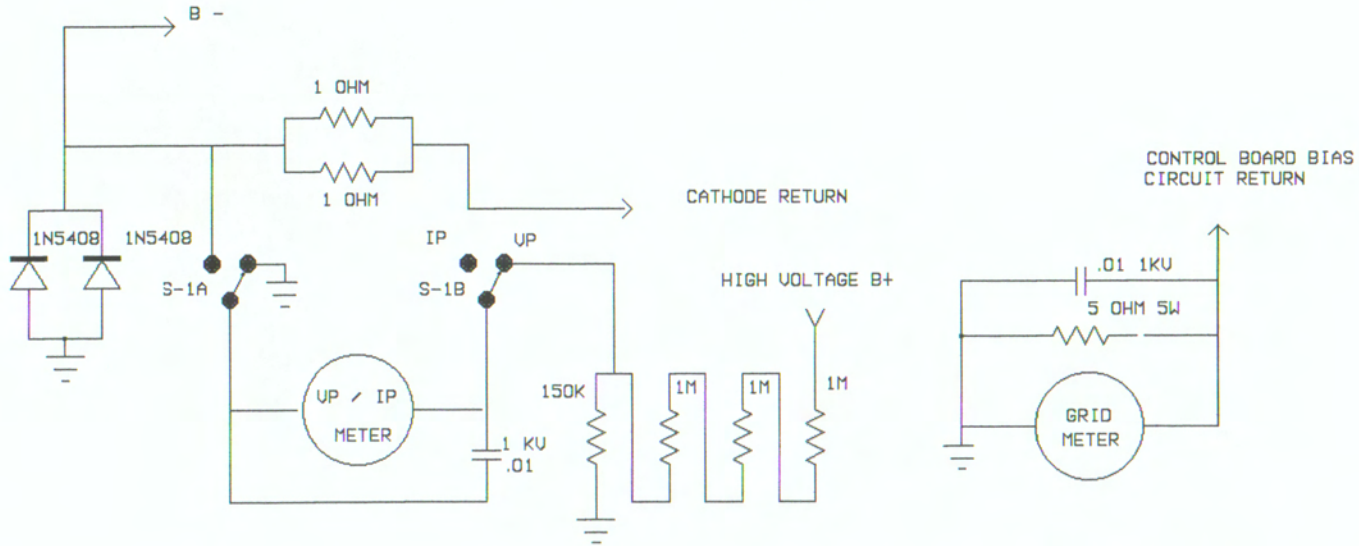 B -
1 OHM
1 OHM
CATHODE RETURN
1N5408
1N5408
IP
VP
S-1A
S-1B
HIGH VOLTAGE B+
VP / IP
METER
1 KV
.01
150K
1M
1M
1M
CONTROL BOARD BIAS
CIRCUIT RETURN
.01 1KV
5 OHM 5W
GRID
METER